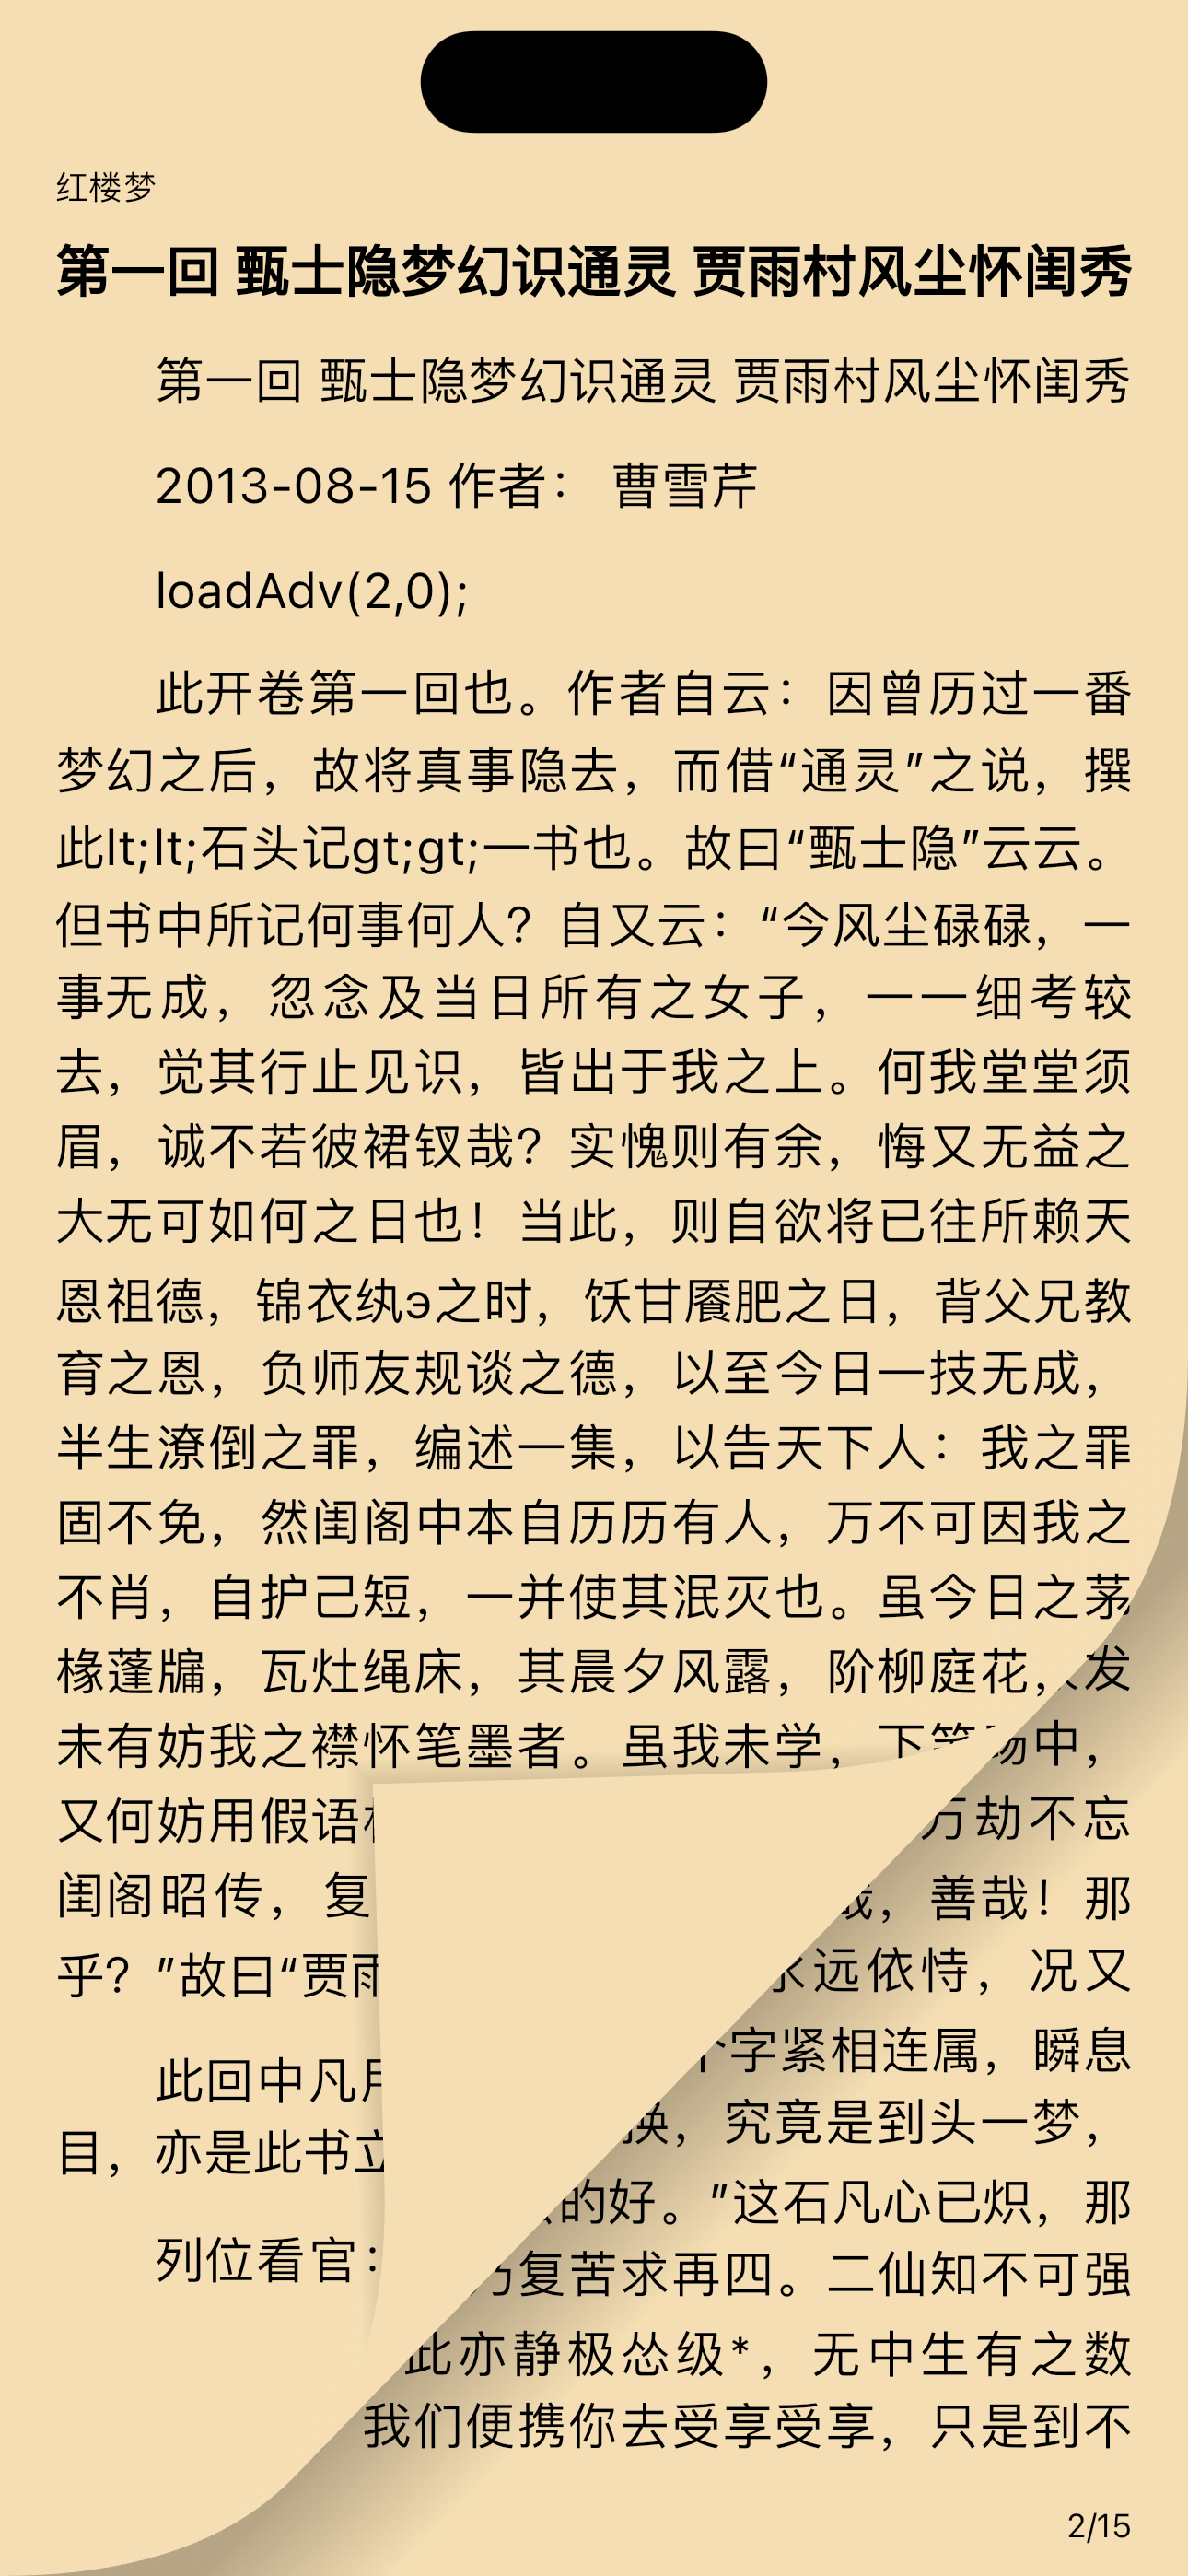 红楼梦
第一回 甄士隐梦幻识通灵 贾雨村风尘怀闺秀
第一回 甄士隐梦幻识通灵 贾雨村风尘怀闺秀
2013-08-15 作者： 曹雪芹
loadAdv(2,0);
此开卷第一回也。作者自云：因曾历过一番
梦幻之后，故将真事隐去，而借“通灵”之说，撰
此lt;lt;石头记gt;gt;一书也。故曰“甄士隐”云云。
但书中所记何事何人？自又云：“今风尘碌碌，一
事无成，忽念及当日所有之女子，一一细考较
去，觉其行止见识，皆出于我之上。何我堂堂须
眉，诚不若彼裙钗哉？实愧则有余，悔又无益之
大无可如何之日也！当此，则自欲将已往所赖天
恩祖德，锦衣纨э之时，饫甘餍肥之日，背父兄教
育之恩，负师友规谈之德，以至今日一技无成，
半生潦倒之罪，编述一集，以告天下人：我之罪
固不免，然闺阁中本自历历有人，万不可因我之
不肖，自护己短，一并使其泯灭也。虽今日之茅
椽蓬牖，瓦灶绳床，其晨夕风露，阶柳庭花，
发
未有妨我之襟怀笔墨者。虽我未学，下笔
中，
又何妨用假语
万劫不忘
闺阁昭传，复
哉，善哉！那
乎？”故曰“贾雨
永远依恃，况又
个字紧相连属，瞬息
此回中凡用
换，究竟是到头一梦，
目，亦是此书立
的好。”这石凡心已炽，那
列位看官：
乃复苦求再四。二仙知不可强
此亦静极怂级*，无中生有之数
我们便携你去受享受享，只是到不
2/15